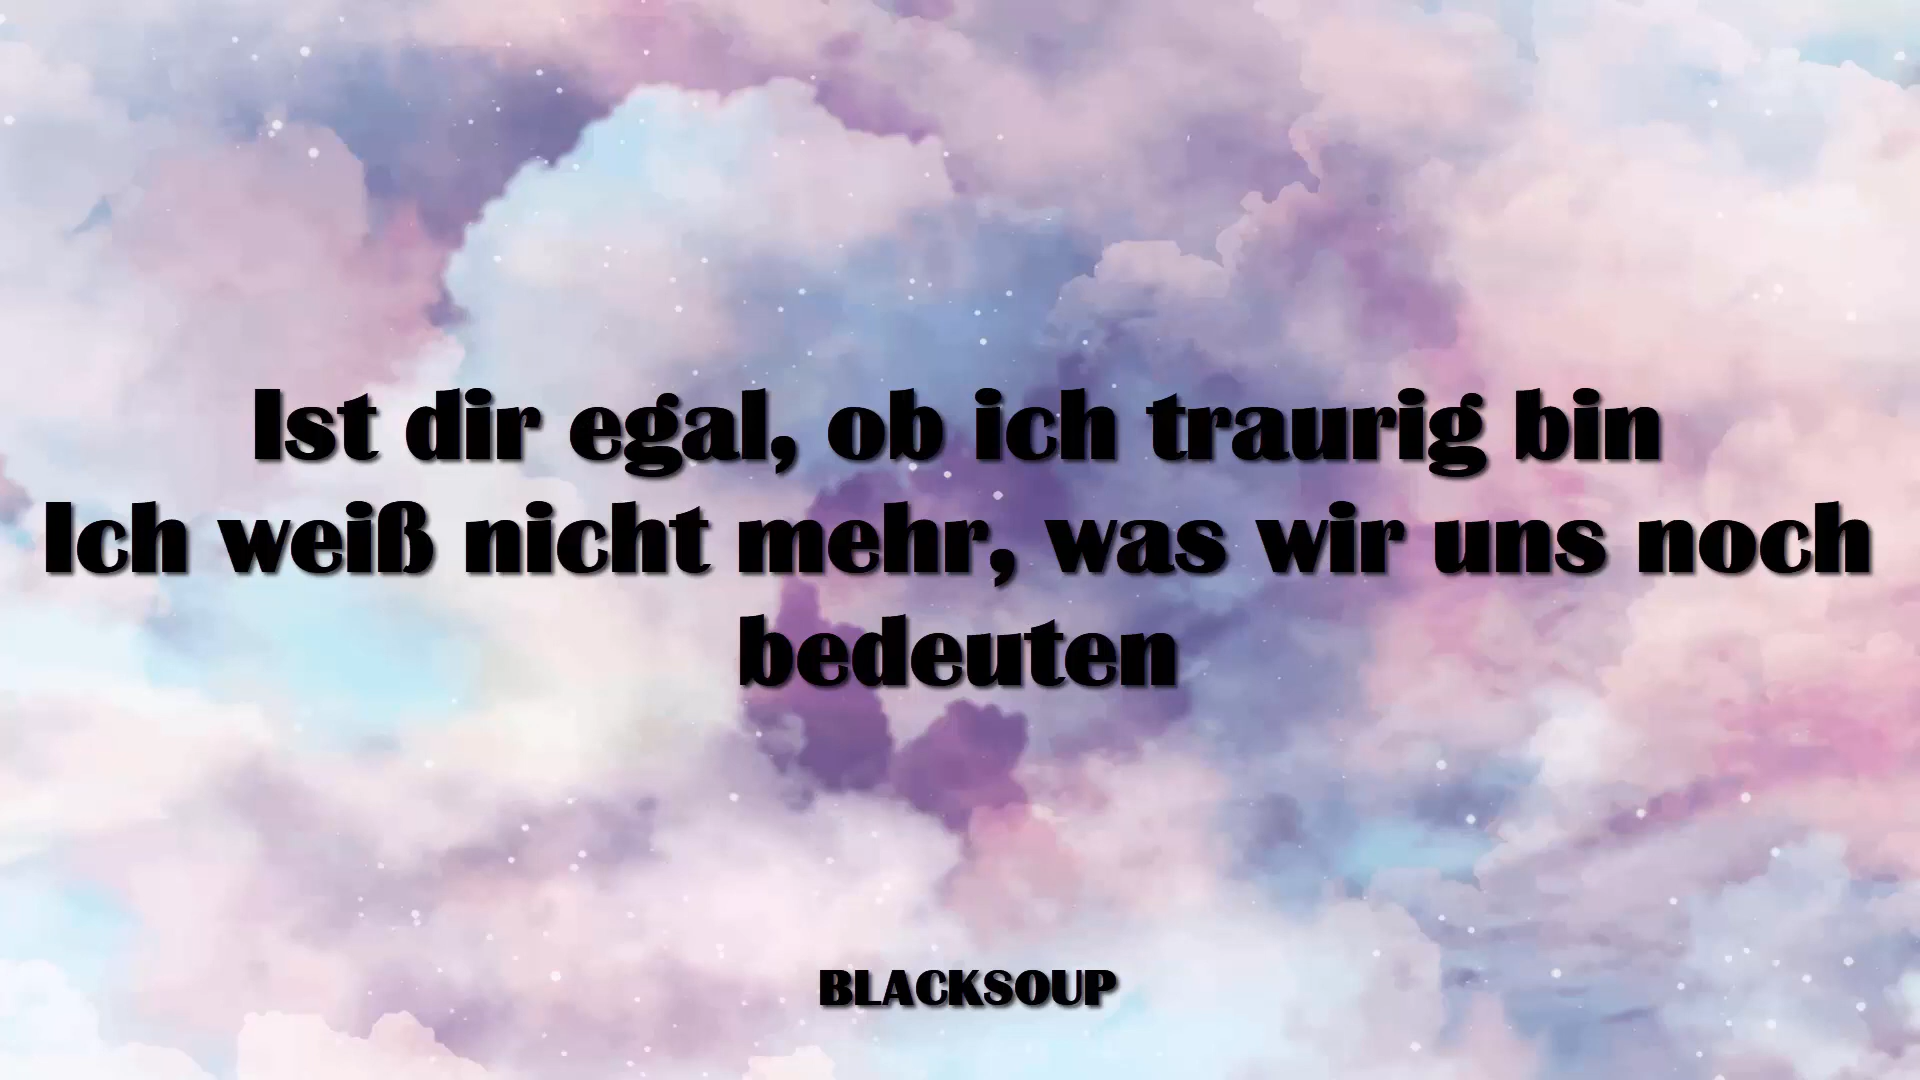 Ist dir egal, ob ich traurig bin
Ich weiß nicht mehr, was wir uns noch
bedeuten
BLACKSOUP